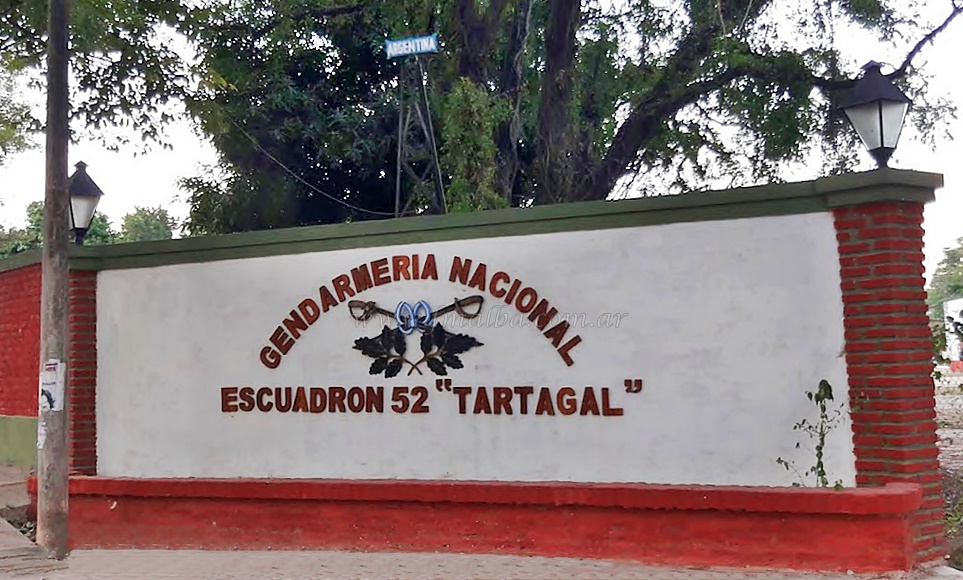 ARGENTINA
GENDARMERIA NACIONAL
ESCUADRON 52 "TARTAGAL"